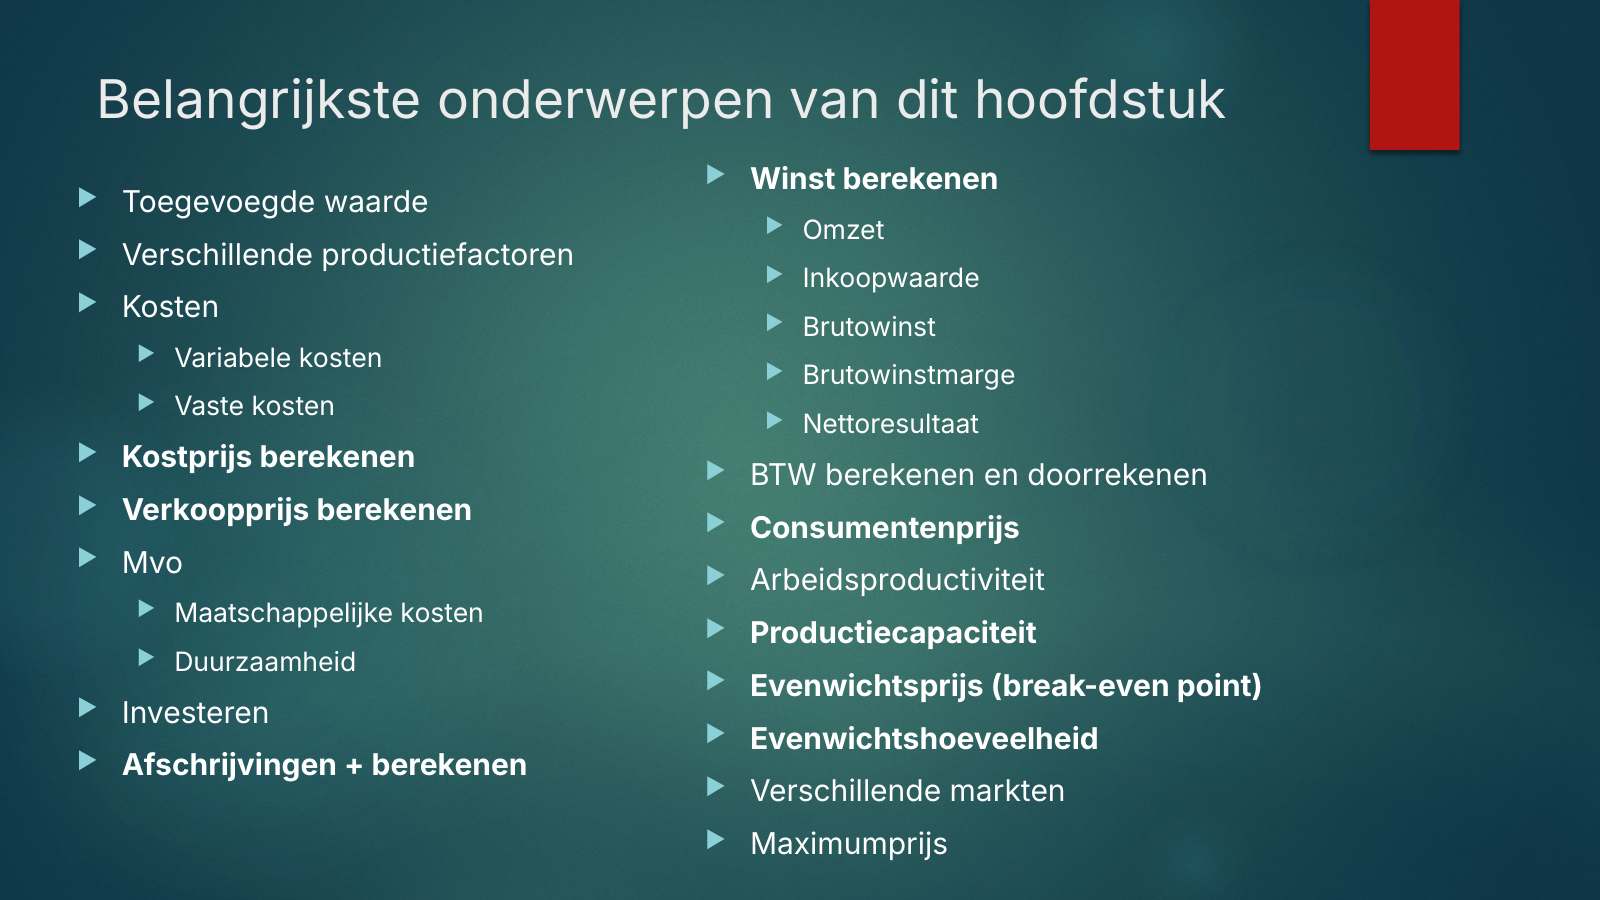 Belangrijkste onderwerpen van dit hoofdstuk
Toegevoegde waarde
Verschillende productiefactoren
Kosten
Variabele kosten
Vaste kosten
Kostprijs berekenen
Verkoopprijs berekenen
Mvo
Maatschappelijke kosten
Duurzaamheid
Investeren
Afschrijvingen + berekenen
Winst berekenen
Omzet
Inkoopwaarde
Brutowinst
Brutowinstmarge
Nettoresultaat
BTW berekenen en doorrekenen
Consumentenprijs
Arbeidsproductiviteit
Productiecapaciteit
Evenwichtsprijs (break-even point)
Evenwichtshoeveelheid
Verschillende markten
Maximumprijs